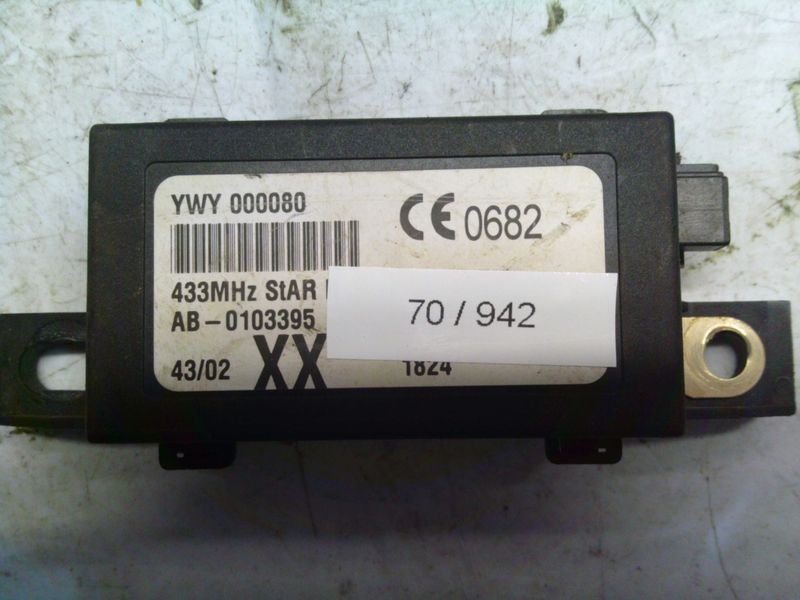 YWY 000080
CE 0682
433MHz StAR
AB-0103395
70 / 942
43/02 XX 1824